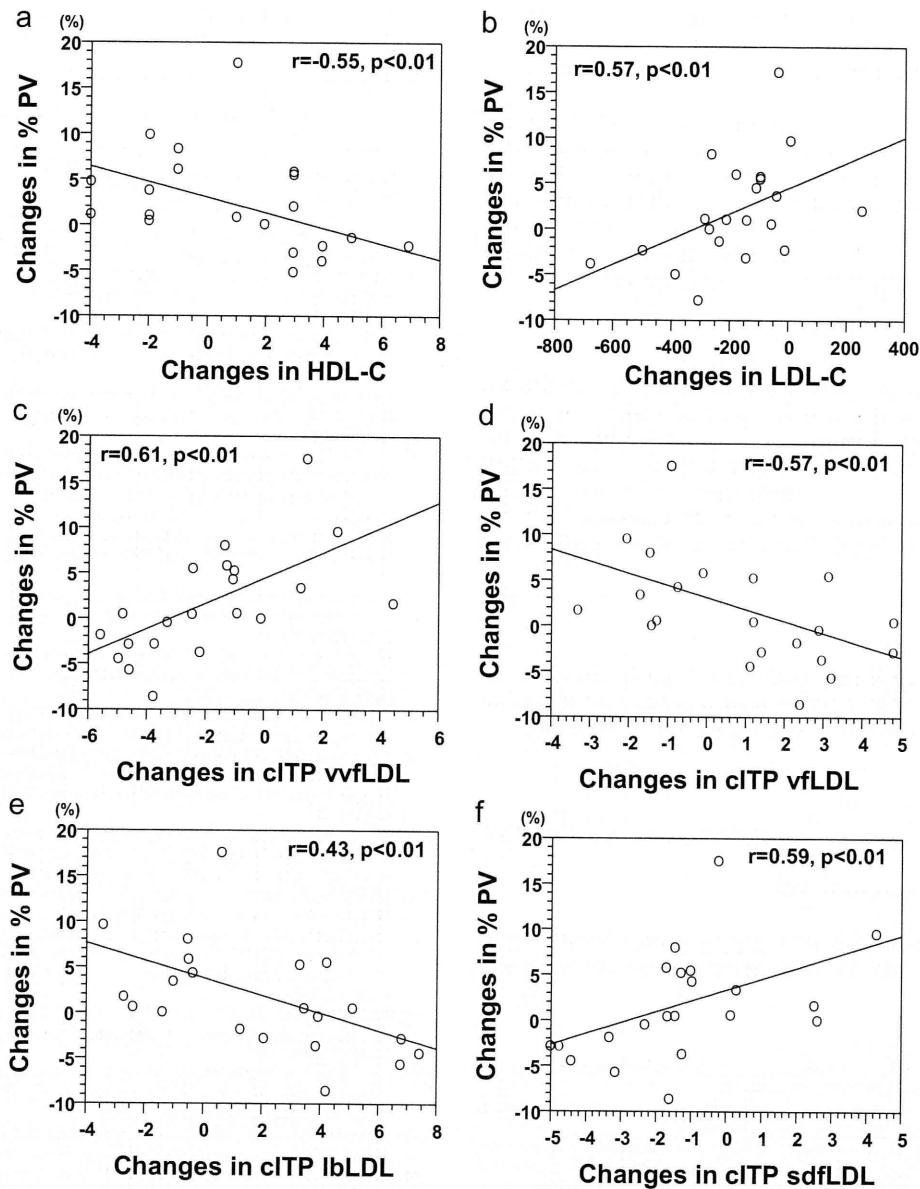 a
(%)
Changes in % PV
20
15
10
5
0
-5
-10
r=-0.55, p<0.01
-4 -2 0 2 4 6 8
Changes in HDL-C
b
(%)
Changes in % PV
20
15
10
5
0
-5
-10
r=0.57, p<0.01
-800 -600 -400 -200 0 200 400
Changes in LDL-C
c
(%)
Changes in % PV
20
15
10
5
0
-5
-10
r=0.61, p<0.01
-6 -4 -2 0 2 4 6
Changes in cITP vvfLDL
d
(%)
Changes in % PV
20
15
10
5
0
-5
-10
r=-0.57, p<0.01
-4 -3 -2 -1 0 1 2 3 4 5
Changes in cITP vfLDL
e
(%)
Changes in % PV
20
15
10
5
0
-5
-10
r=0.43, p<0.01
-4 -2 0 2 4 6 8
Changes in cITP lbLDL
f
(%)
Changes in % PV
20
15
10
5
0
-5
-10
r=0.59, p<0.01
-5 -3 -1 1 3 5
Changes in cITP sdfLDL